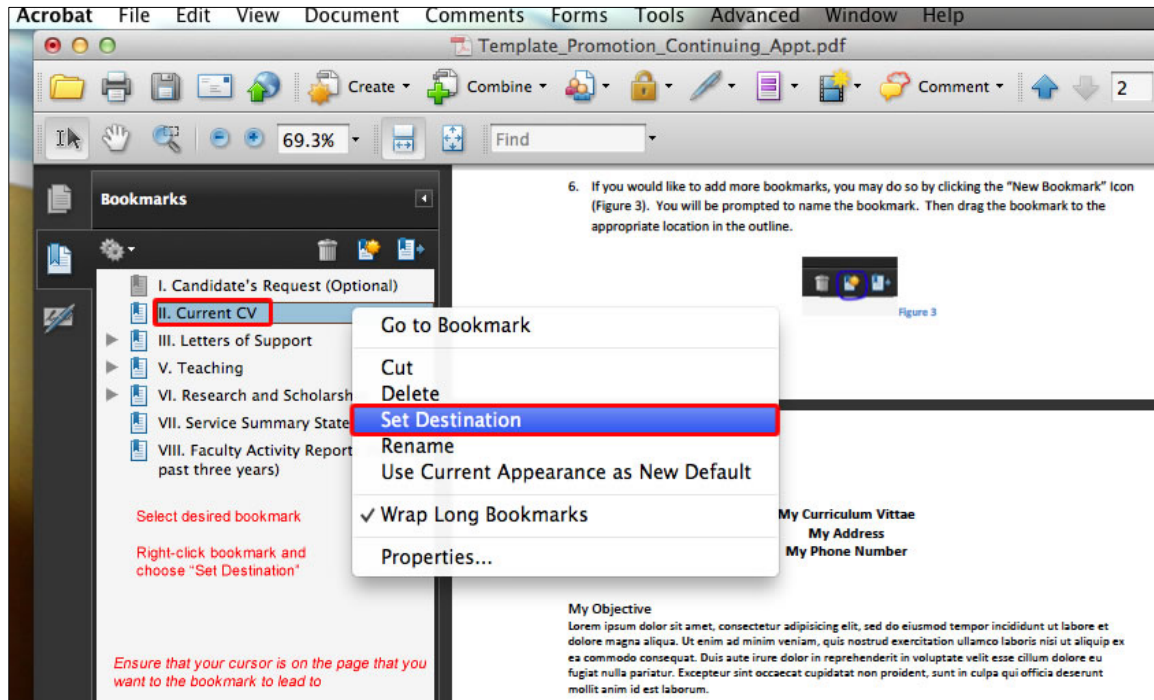 Acrobat File Edit View Document Comments Forms Tools Advanced Window Help
Template_Promotion_Continuing_Appt.pdf
Create Combine Comment 2
69.3% Find
Bookmarks
I. Candidate's Request (Optional)
II. Current CV
III. Letters of Support
V. Teaching
VI. Research and Scholarsh
VII. Service Summary State
VIII. Faculty Activity Report
past three years)
Select desired bookmark
Right-click bookmark and
choose "Set Destination"
Ensure that your cursor is on the page that you
want to the bookmark to lead to
Go to Bookmark
Cut
Delete
Set Destination
Rename
Use Current Appearance as New Default
✓ Wrap Long Bookmarks
Properties...
6. If you would like to add more bookmarks, you may do so by clicking the "New Bookmark" Icon
(Figure 3). You will be prompted to name the bookmark. Then drag the bookmark to the
appropriate location in the outline.
Figure 3
My Curriculum Vittae
My Address
My Phone Number
My Objective
Lorem ipsum dolor sit amet, consectetur adipisicing elit, sed do eiusmod tempor incididunt ut labore et
dolore magna aliqua. Ut enim ad minim veniam, quis nostrud exercitation ullamco laboris nisi ut aliquip ex
ea commodo consequat. Duis aute irure dolor in reprehenderit in voluptate velit esse cillum dolore eu
fugiat nulla pariatur. Excepteur sint occaecat cupidatat non proident, sunt in culpa qui officia deserunt
mollit anim id est laborum.